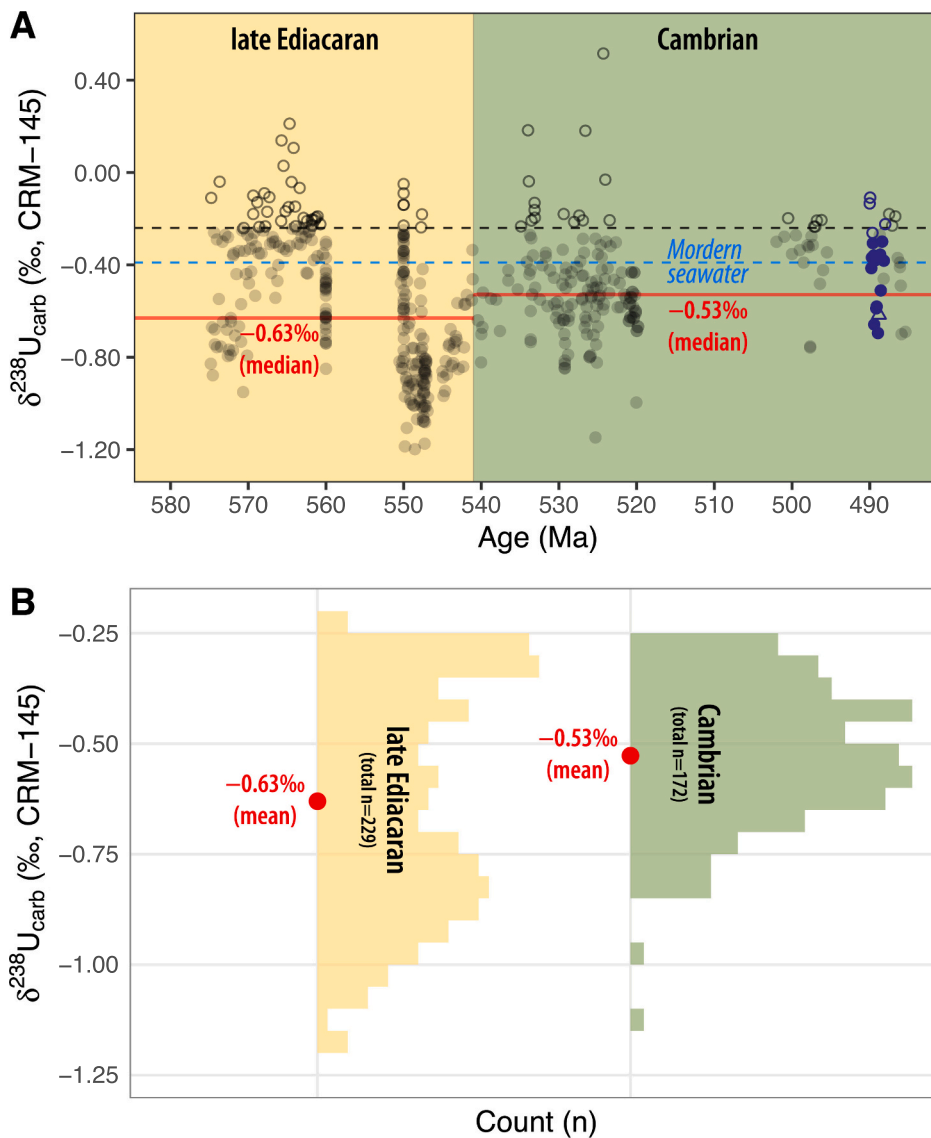 A
late Ediacaran
Cambrian
δ238Ucarb (‰, CRM−145)
0.40
0.00
−0.40
−0.80
−1.20
Mordern
seawater
−0.63‰
(median)
−0.53‰
(median)
580
570
560
550
540
530
520
510
500
490
Age (Ma)
B
δ238Ucarb (‰, CRM−145)
−0.25
−0.50
−0.75
−1.00
−1.25
−0.63‰
(mean)
late Ediacaran
(total n=229)
−0.53‰
(mean)
Cambrian
(total n=172)
Count (n)